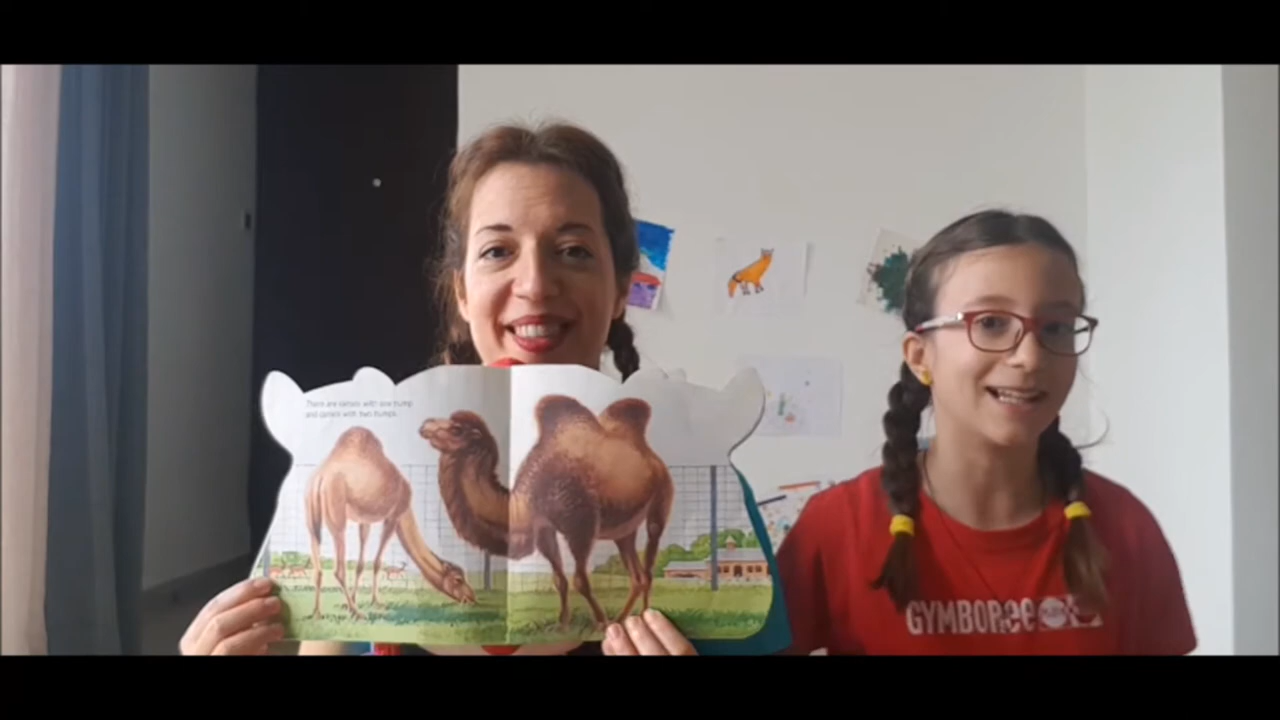 There are camels with one hump
and camels with two humps.
GYMBOREE